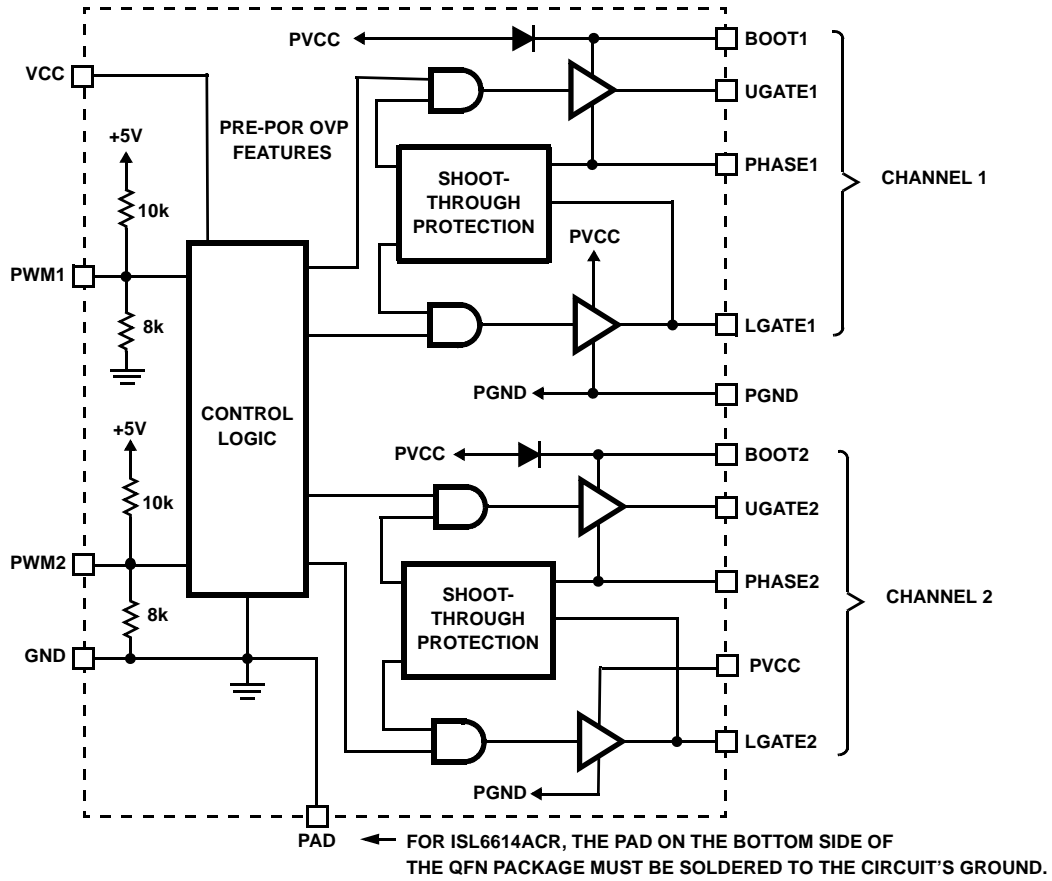 PVCC
BOOT1
VCC
UGATE1
+5V
PRE-POR OVP
FEATURES
PHASE1
SHOOT-
THROUGH
PROTECTION
CHANNEL 1
10k
PVCC
PWM1
8k
LGATE1
PGND
PGND
CONTROL
LOGIC
+5V
PVCC
BOOT2
10k
UGATE2
PWM2
PHASE2
SHOOT-
THROUGH
PROTECTION
CHANNEL 2
8k
GND
PVCC
LGATE2
PGND
PAD
FOR ISL6614ACR, THE PAD ON THE BOTTOM SIDE OF
THE QFN PACKAGE MUST BE SOLDERED TO THE CIRCUIT'S GROUND.